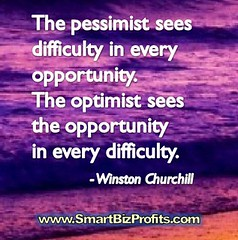 The pessimist sees
difficulty in every
opportunity.
The optimist sees
the opportunity
in every difficulty.
-Winston Churchill
www.SmartBizProfits.com